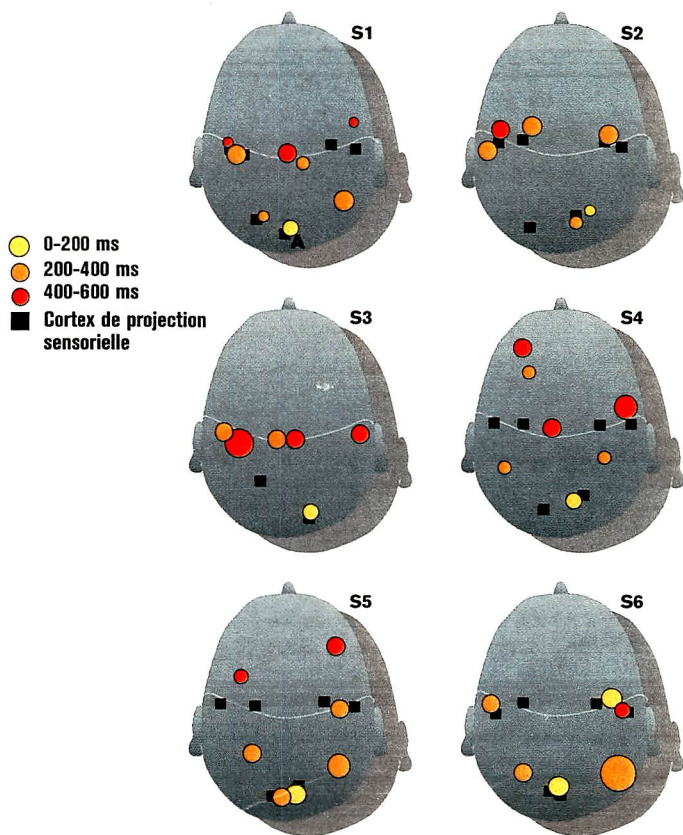 S1
S2
0-200 ms
200-400 ms
400-600 ms
Cortex de projection
sensorielle
A
S3
S4
S5
S6